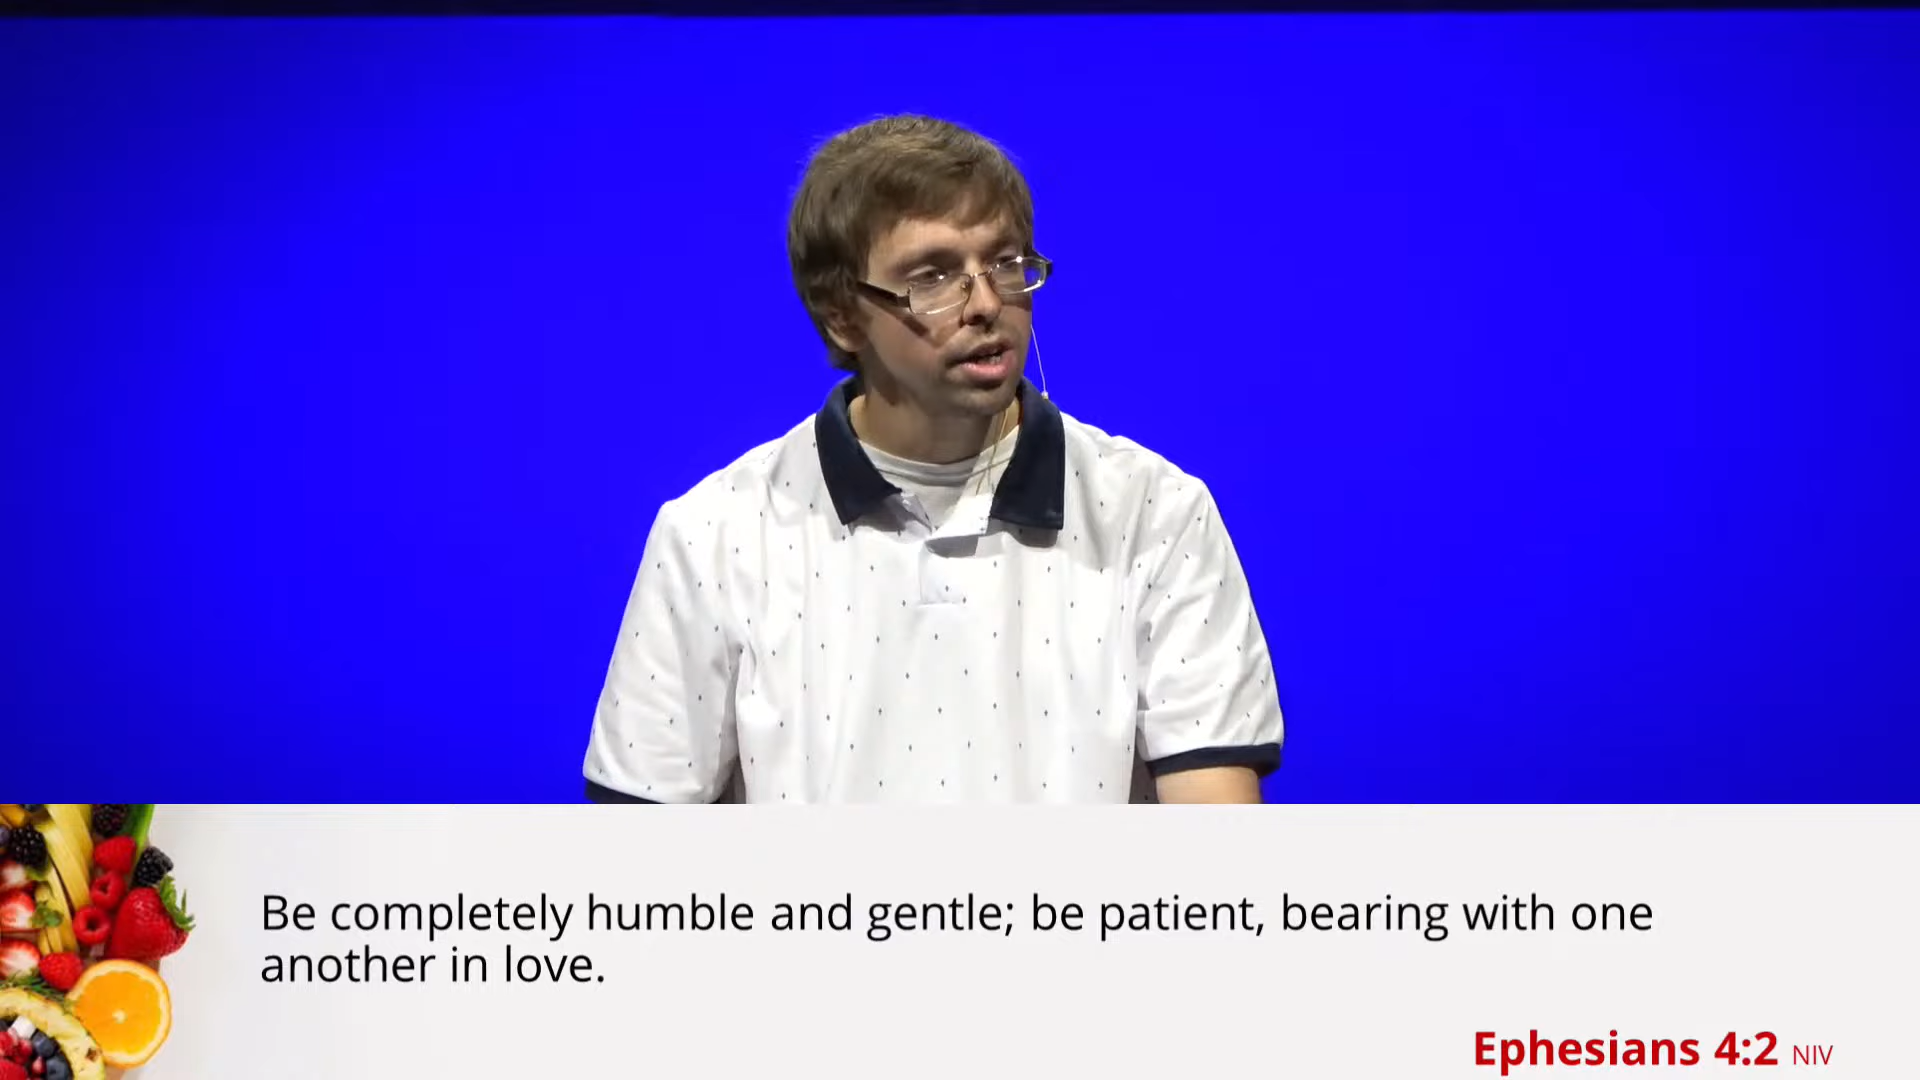 Be completely humble and gentle; be patient, bearing with one
another in love.
Ephesians 4:2 NIV